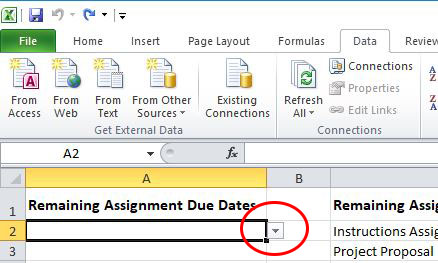 File Home Insert Page Layout Formulas Data Review
From Access From Web From Text From Other Sources Existing Connections Refresh All Connections Properties Edit Links
Get External Data Connections
A2 fx
A B
1 Remaining Assignment Due Dates Remaining Assig
2 Instructions Assig
3 Project Proposal